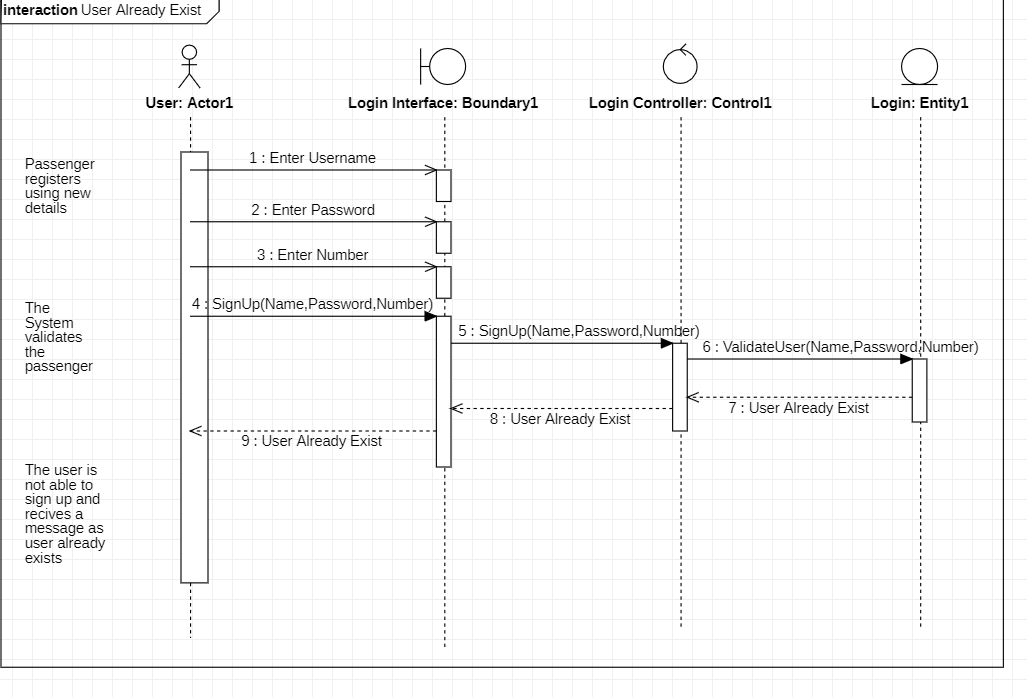 interaction User Already Exist
User: Actor1
Login Interface: Boundary1
Login Controller: Control1
Login: Entity1
Passenger
registers
using new
details
1 : Enter Username
2 : Enter Password
3 : Enter Number
The
System
validates
the
passenger
4 : SignUp(Name,Password,Number)
5 : SignUp(Name,Password,Number)
6 : ValidateUser(Name,Password,Number)
7 : User Already Exist
8 : User Already Exist
9 : User Already Exist
The user is
not able to
sign up and
recives a
message as
user already
exists